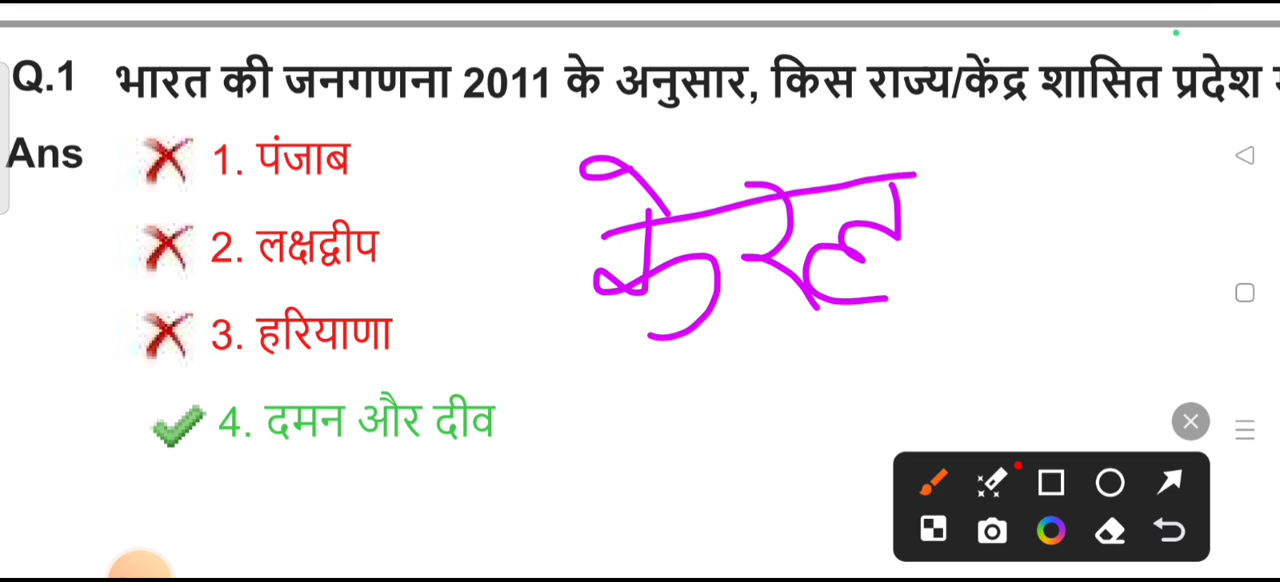 Q.1 भारत की जनगणना 2011 के अनुसार, किस राज्य/केंद्र शासित प्रदेश
Ans 1. पंजाब
केरल
2. लक्षद्वीप
3. हरियाणा
4. दमन और दीव